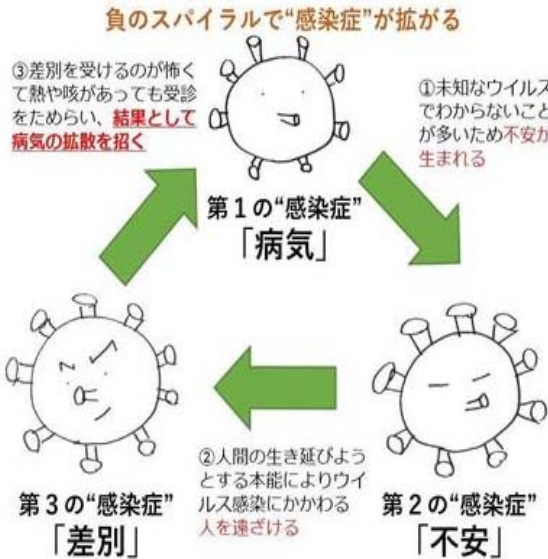 負のスパイラルで“感染症”が拡がる
③差別を受けるのが怖く
て熱や咳があっても受診
をためらい、結果として
病気の拡散を招く
①未知なウイルス
でわからないこと
が多いため不安が
生まれる
第1の“感染症”
「病気」
②人間の生き延びよう
とする本能によりウイ
ルス感染にかかわる
人を遠ざける
第3の“感染症”
「差別」
第2の“感染症”
「不安」